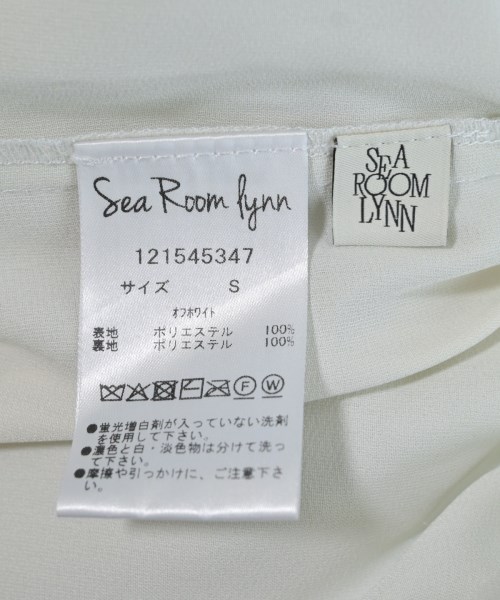 Sea Room lynn
121545347
サイズ S
オフホワイト
表地 ポリエステル 100%
裏地 ポリエステル 100%
F W
●蛍光増白剤が入っていない洗剤
を使用して下さい。
●濃色と白・淡色物は分けて洗っ
て下さい。
●摩擦や引っかけに、ご注意下さ
い。
SEA
ROOM
LYNN